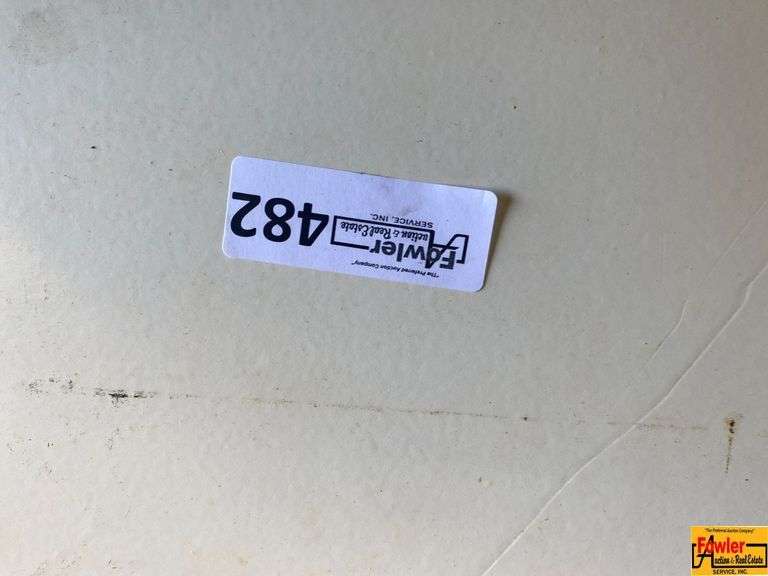 "The Preferred Auction Company"
Fowler
Auction & Real Estate
SERVICE, INC.
482
"The Preferred Auction Company"
Fowler
Auction & Real Estate
SERVICE, INC.